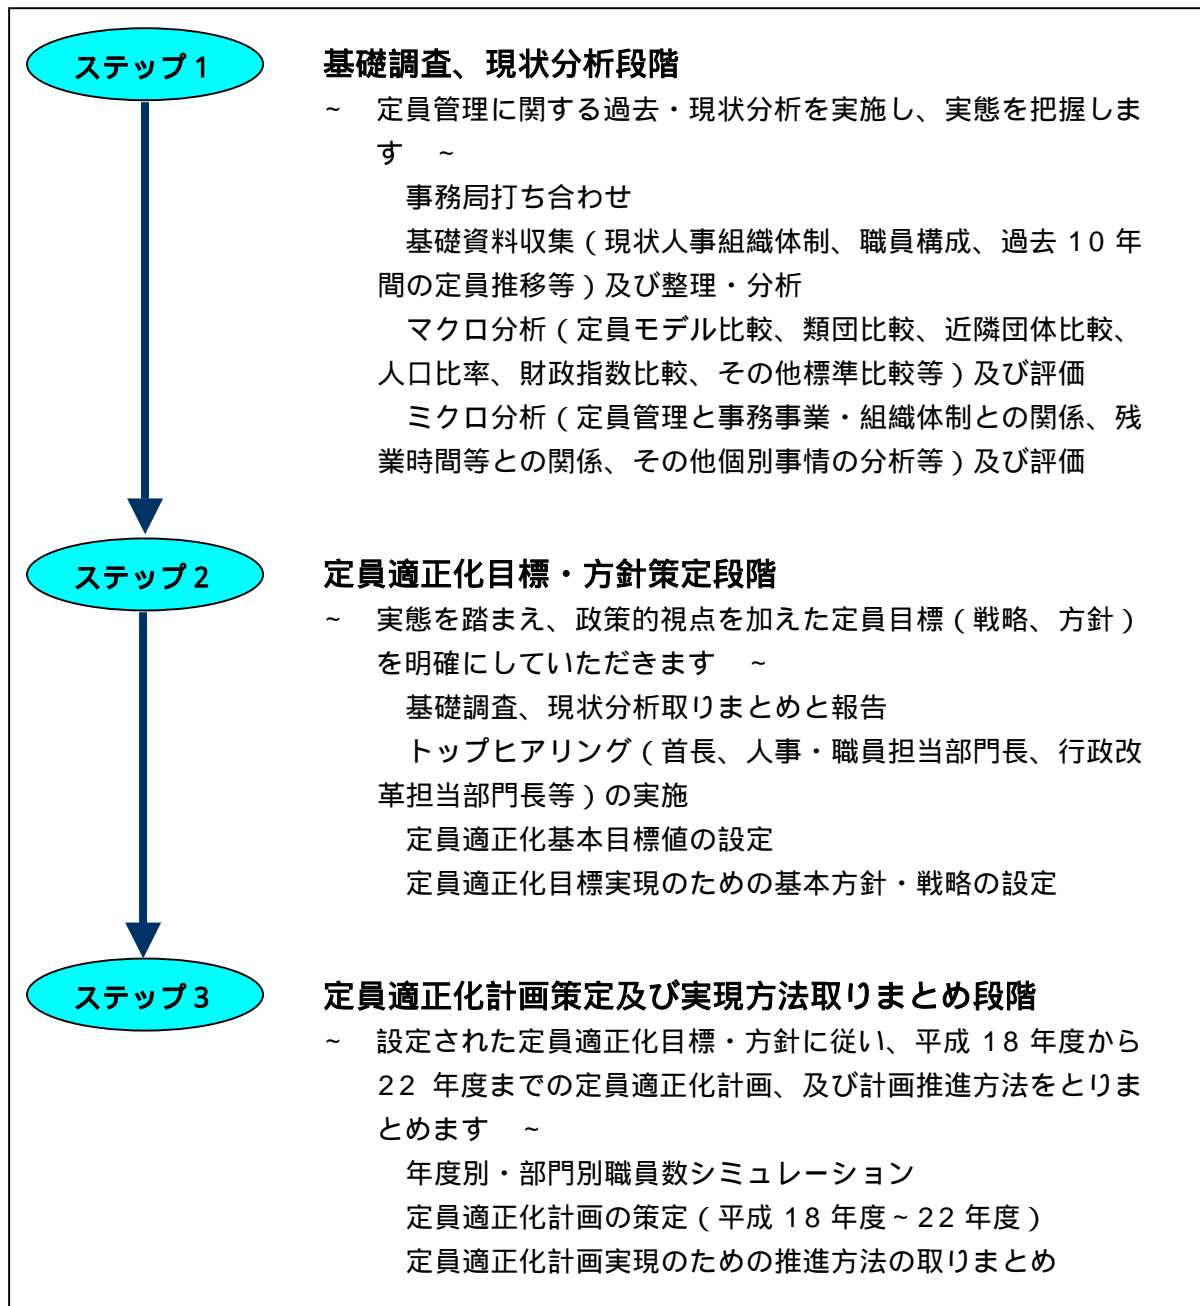 ステップ1
基礎調査、現状分析段階
~ 定員管理に関する過去・現状分析を実施し、実態を把握しま
す ~
事務局打ち合わせ
基礎資料収集(現状人事組織体制、職員構成、過去 10 年
間の定員推移等)及び整理・分析
マクロ分析(定員モデル比較、類団比較、近隣団体比較、
人口比率、財政指数比較、その他標準比較等)及び評価
ミクロ分析(定員管理と事務事業・組織体制との関係、残
業時間等との関係、その他個別事情の分析等)及び評価
ステップ2
定員適正化目標・方針策定段階
~ 実態を踏まえ、政策的視点を加えた定員目標(戦略、方針)
を明確にしていただきます ~
基礎調査、現状分析取りまとめと報告
トップヒアリング(首長、人事・職員担当部門長、行政改
革担当部門長等)の実施
定員適正化基本目標値の設定
定員適正化目標実現のための基本方針・戦略の設定
ステップ3
定員適正化計画策定及び実現方法取りまとめ段階
~ 設定された定員適正化目標・方針に従い、平成 18 年度から
22 年度までの定員適正化計画、及び計画推進方法をとりま
とめます ~
年度別・部門別職員数シミュレーション
定員適正化計画の策定(平成 18 年度~22 年度)
定員適正化計画実現のための推進方法の取りまとめ